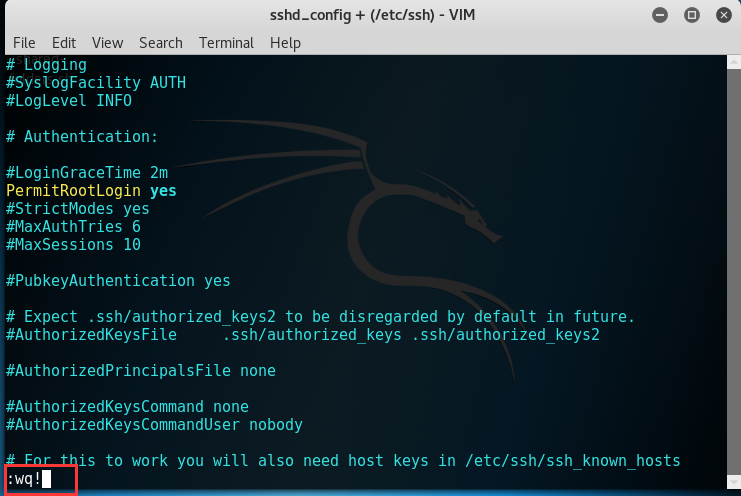 sshd_config + (/etc/ssh) - VIM
File Edit View Search Terminal Help
# Logging
#SyslogFacility AUTH
#LogLevel INFO
# Authentication:
#LoginGraceTime 2m
PermitRootLogin yes
#StrictModes yes
#MaxAuthTries 6
#MaxSessions 10
#PubkeyAuthentication yes
# Expect .ssh/authorized_keys2 to be disregarded by default in future.
#AuthorizedKeysFile     .ssh/authorized_keys .ssh/authorized_keys2
#AuthorizedPrincipalsFile none
#AuthorizedKeysCommand none
#AuthorizedKeysCommandUser nobody
# For this to work you will also need host keys in /etc/ssh/ssh_known_hosts
:wq!